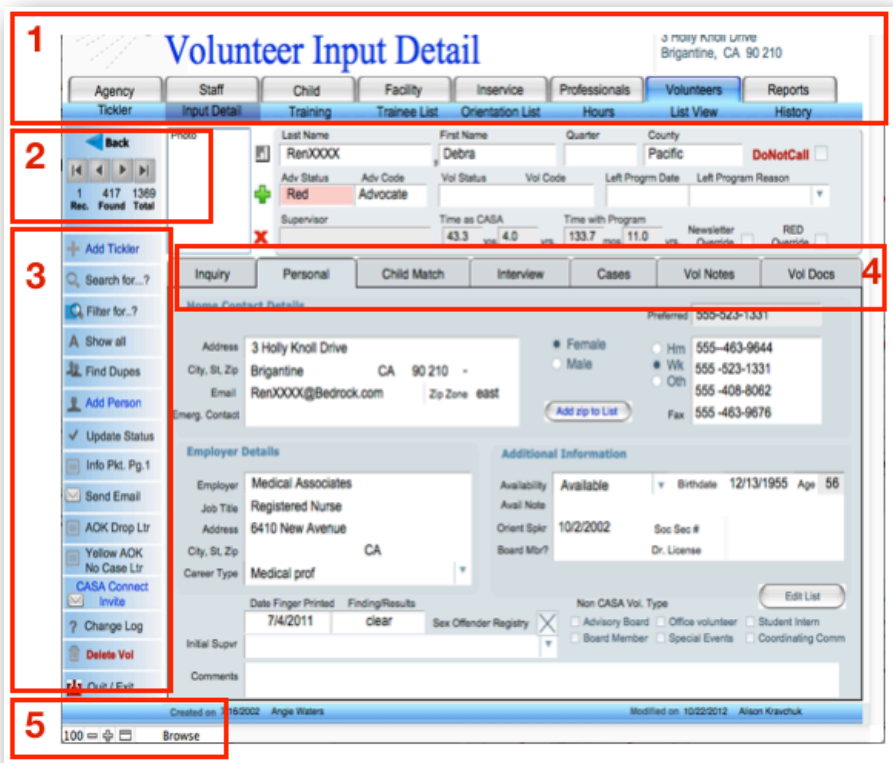 1
Volunteer Input Detail
3 Holly Knoll Drive
Brigantine, CA 90 210
Agency Staff Child Facility Inservice Professionals Volunteers Reports
Tickler Input Detail Training Trainee List Orientation List Hours List View History
2
Back
1 417 1369
Rec. Found Total
Photo
Last Name First Name Quarter County
RenXXXX , Debra Pacific DoNotCall
Adv Status Adv Code Vol Status Vol Code Left Progrm Date Left Program Reason
Red Advocate
Supervisor Time as CASA Time with Program
43.3 mos 4.0 yrs 133.7 mos 11.0 yrs Newsletter Override RED Override
3
Add Tickler
Search for...?
Filter for..?
Show all
Find Dupes
Add Person
Update Status
Info Pkt. Pg.1
Send Email
AOK Drop Ltr
Yellow AOK
No Case Ltr
CASA Connect
Invite
Change Log
Delete Vol
Quit / Exit
4
Inquiry Personal Child Match Interview Cases Vol Notes Vol Docs
Home Contact Details
Preferred 555-523-1331
Address 3 Holly Knoll Drive
City, St, Zip Brigantine CA 90 210 -
Email RenXXXX@Bedrock.com Zip Zone east
Emerg. Contact
Female
Male
Add zip to List
Hm 555--463-9644
Wk 555 -523-1331
Oth 555 -408-8062
Fax 555 -463-9676
Employer Details
Employer Medical Associates
Job Title Registered Nurse
Address 6410 New Avenue
City, St, Zip CA
Career Type Medical prof
Additional Information
Availability Available Birthdate 12/13/1955 Age 56
Avail Note
Orient Spkr 10/2/2002 Soc Sec #
Board Mbr? Dr. License
Edit List
Date Finger Printed Finding/Results
7/4/2011 clear Sex Offender Registry
Non CASA Vol. Type
Advisory Board Office volunteer Student Intern
Board Member Special Events Coordinating Comm
Initial Supvr
Comments
Created on 7/16/2002 Angie Waters Modified on 10/22/2012 Alison Kravchuk
5
100 Browse